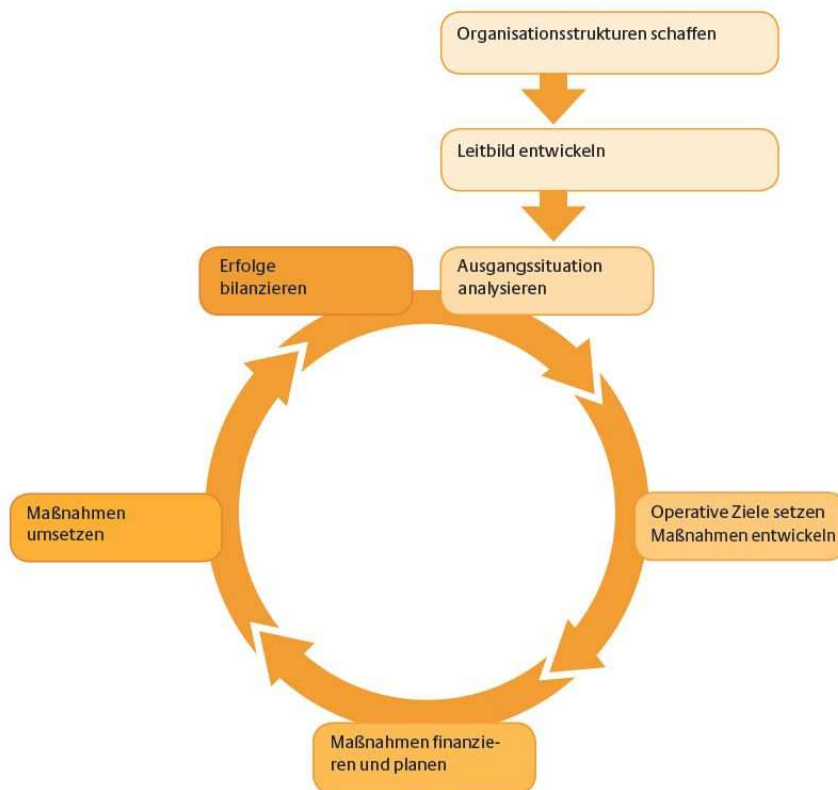 Organisationsstrukturen schaffen
Leitbild entwickeln
Ausgangssituation
analysieren
Operative Ziele setzen
Maßnahmen entwickeln
Maßnahmen finanzie-
ren und planen
Maßnahmen
umsetzen
Erfolge
bilanzieren